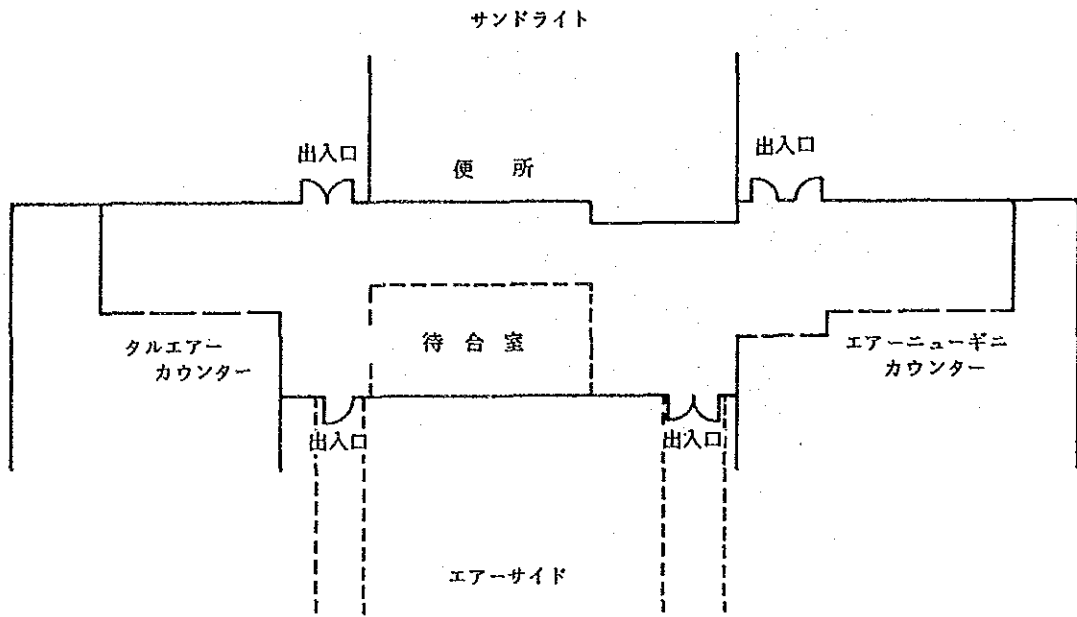 サンドライト
出入口
便所
出入口
タルエアー
カウンター
待合室
エアーニューギニ
カウンター
出入口
出入口
エアーサイド